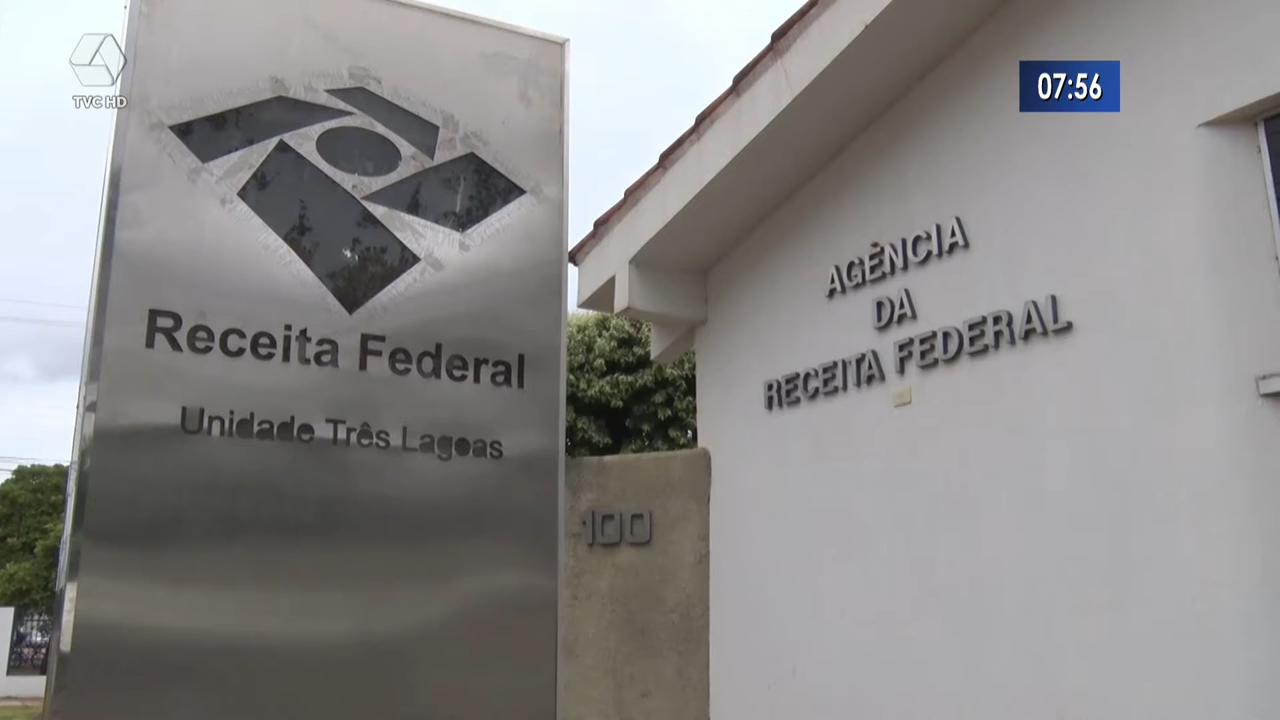 TVC HD
07:56
Receita Federal
Unidade Três Lagoas
100
AGÊNCIA
DA
RECEITA FEDERAL